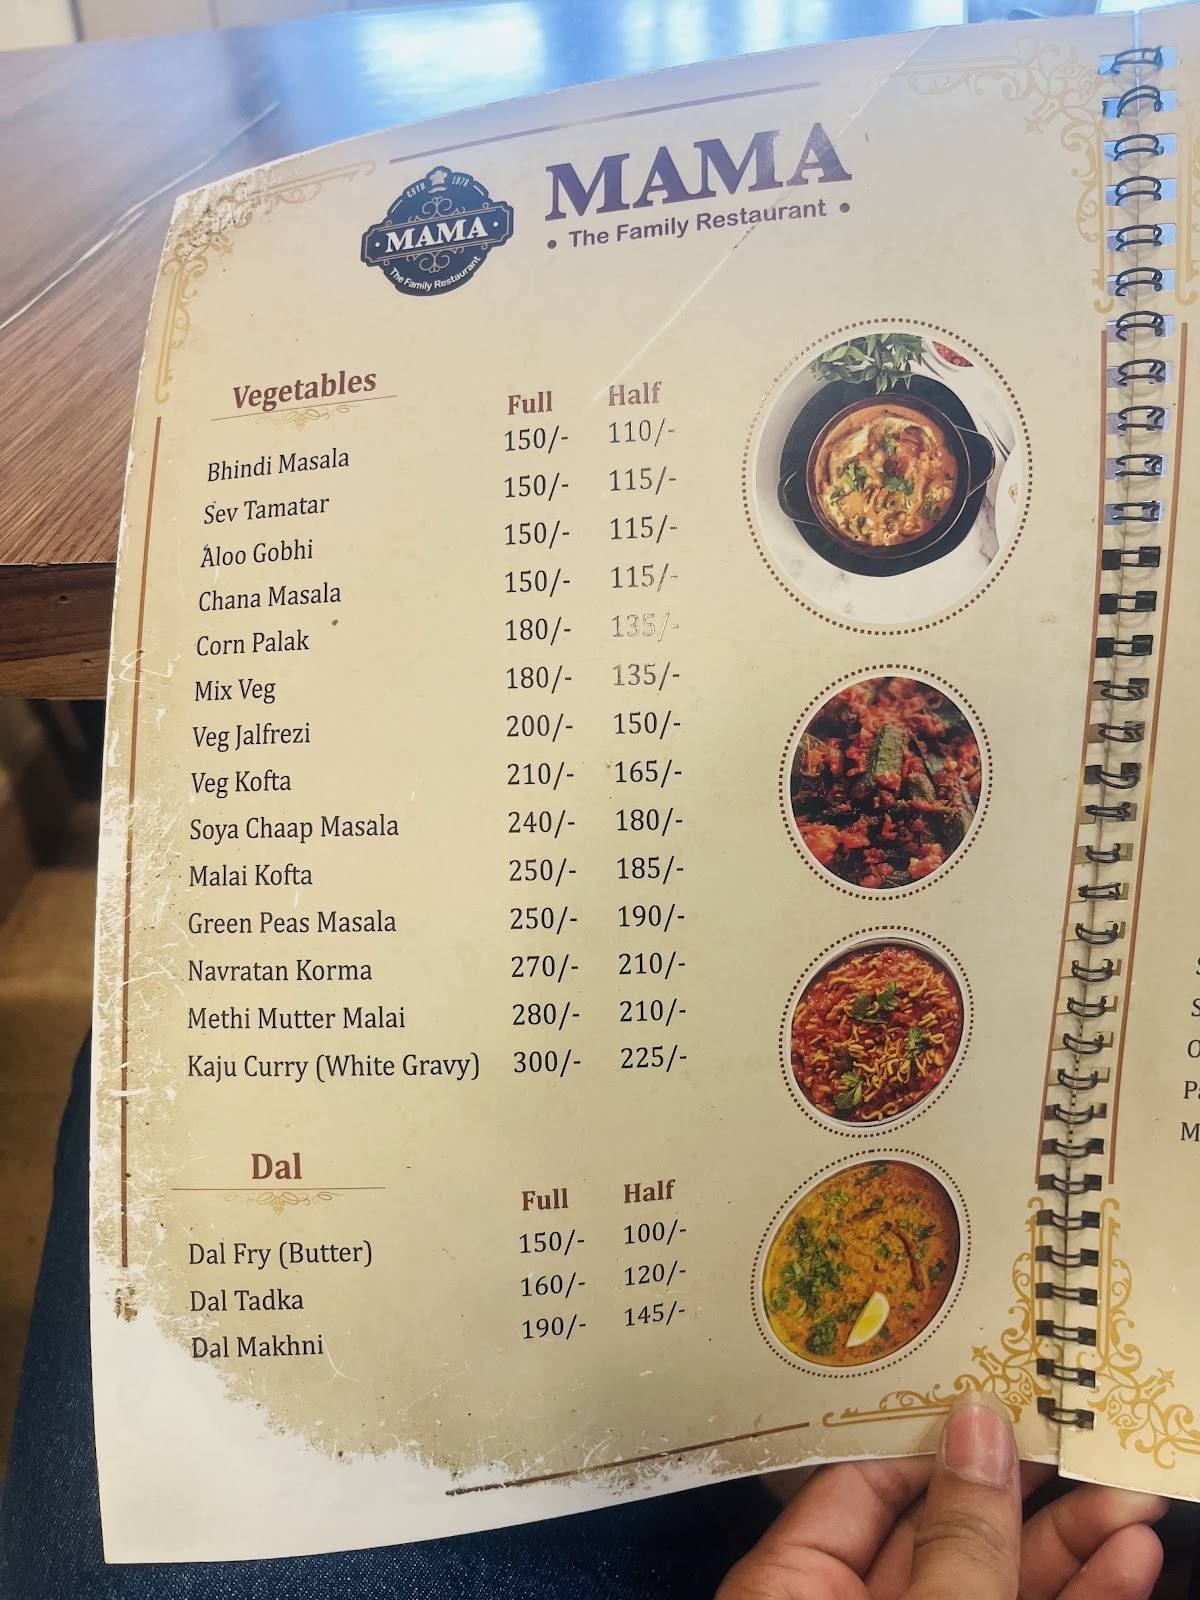 ESTD 1978
MAMA
The Family Restaurant
MAMA
• The Family Restaurant •
Vegetables Full Half
Bhindi Masala 150/- 110/-
Sev Tamatar 150/- 115/-
Aloo Gobhi 150/- 115/-
Chana Masala 150/- 115/-
Corn Palak 180/- 135/-
Mix Veg 180/- 135/-
Veg Jalfrezi 200/- 150/-
Veg Kofta 210/- 165/-
Soya Chaap Masala 240/- 180/-
Malai Kofta 250/- 185/-
Green Peas Masala 250/- 190/-
Navratan Korma 270/- 210/-
Methi Mutter Malai 280/- 210/-
Kaju Curry (White Gravy) 300/- 225/-
Dal Full Half
Dal Fry (Butter) 150/- 100/-
Dal Tadka 160/- 120/-
Dal Makhni 190/- 145/-